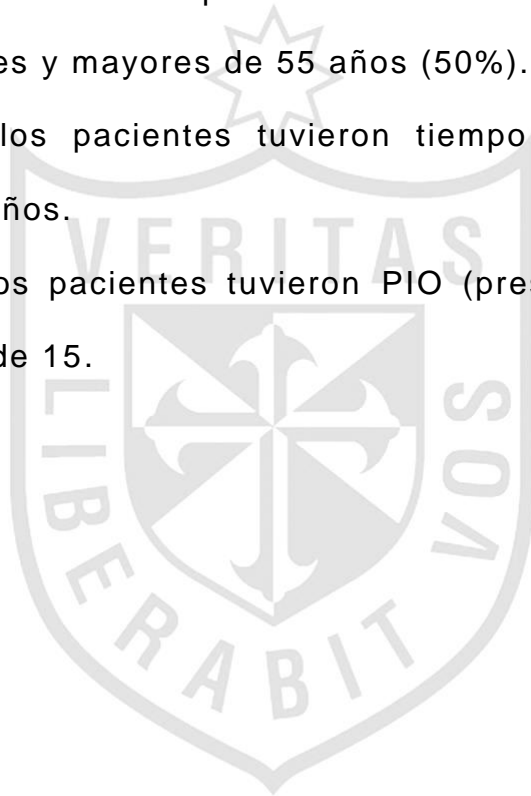 es y mayores de 55 años (50%).
los pacientes tuvieron tiempo
ños.
os pacientes tuvieron PIO (pres
de 15.
VERITAS
LIBERABIT
VOS